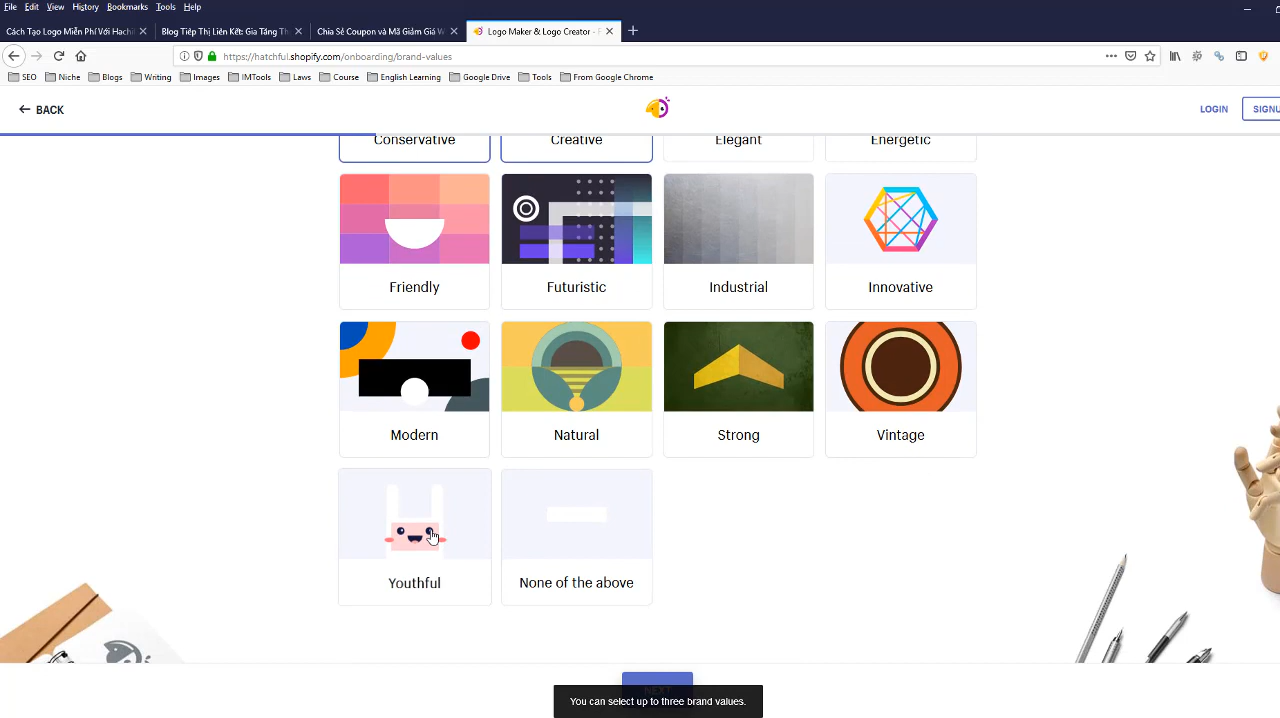 File Edit View History Bookmarks Tools Help
Cách Tạo Logo Miễn Phí Với Hachi
Blog Tiếp Thị Liên Kết: Gia Tăng Th
Chia Sẻ Coupon và Mã Giảm Giá W
Logo Maker & Logo Creator - F
https://hatchful.shopify.com/onboarding/brand-values
SEO Niche Blogs Writing Images IMTools Laws Course English Learning Google Drive Tools From Google Chrome
BACK
LOGIN
SIGNU
Conservative Creative Elegant Energetic
Friendly Futuristic Industrial Innovative
Modern Natural Strong Vintage
Youthful None of the above
NEXT
You can select up to three brand values.